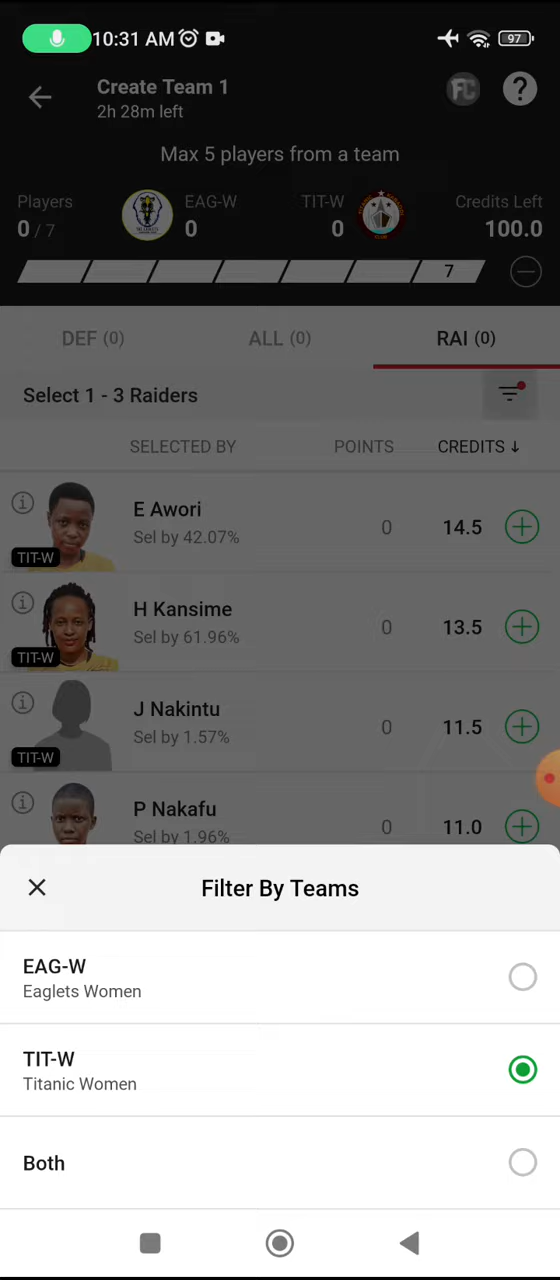 10:31 AM
97
Create Team 1
2h 28m left
FC
?
Max 5 players from a team
Players
EAG-W
TIT-W
Credits Left
0 / 7
0
0
100.0
7
DEF (0)
ALL (0)
RAI (0)
Select 1 - 3 Raiders
SELECTED BY
POINTS
CREDITS ↓
E Awori
Sel by 42.07%
0
14.5
TIT-W
H Kansime
Sel by 61.96%
0
13.5
TIT-W
J Nakintu
Sel by 1.57%
0
11.5
TIT-W
P Nakafu
Sel by 1.96%
0
11.0
Filter By Teams
EAG-W
Eaglets Women
TIT-W
Titanic Women
Both